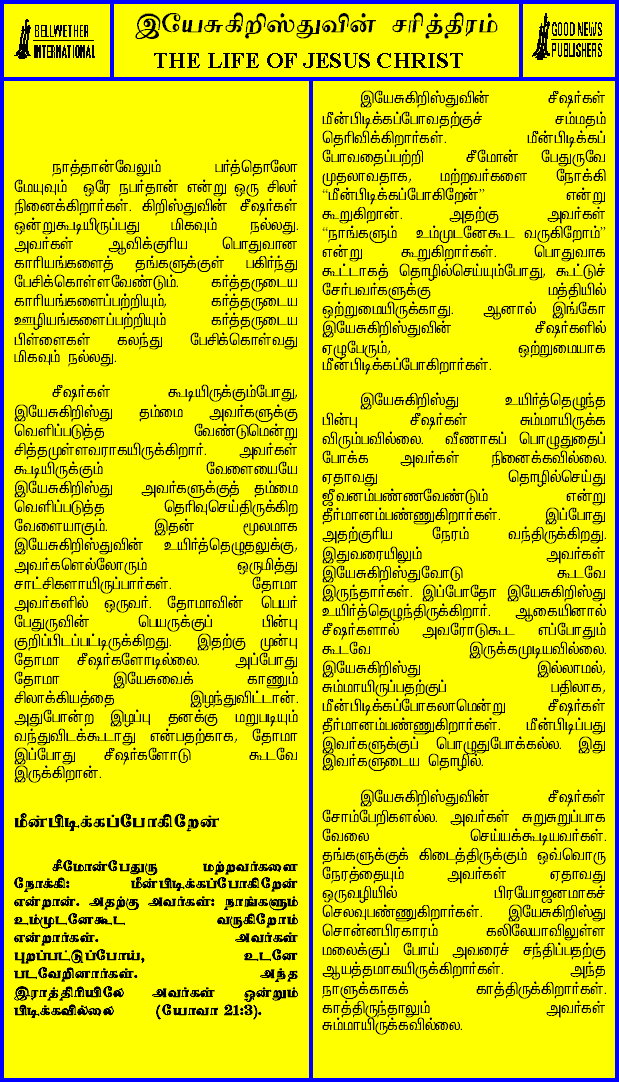 BELLWETHER
INTERNATIONAL
இயேசுகிறிஸ்துவின் சரித்திரம்
THE LIFE OF JESUS CHRIST
GOOD NEWS
PUBLISHERS
நாத்தான்வேலும் பர்த்தொலோ
மேயுவும் ஒரே நபர்தான் என்று ஒரு சிலர்
நினைக்கிறார்கள். கிறிஸ்துவின் சீஷர்கள்
ஒன்றுகூடியிருப்பது மிகவும் நல்லது.
அவர்கள் ஆவிக்குரிய பொதுவான
காரியங்களைத் தங்களுக்குள் பகிர்ந்து
பேசிக்கொள்ளவேண்டும். கர்த்தருடைய
காரியங்களைப்பற்றியும், கர்த்தருடைய
ஊழியங்களைப்பற்றியும் கர்த்தருடைய
பிள்ளைகள் கலந்து பேசிக்கொள்வது
மிகவும் நல்லது.
சீஷர்கள் கூடியிருக்கும்போது,
இயேசுகிறிஸ்து தம்மை அவர்களுக்கு
வெளிப்படுத்த வேண்டுமென்று
சித்தமுள்ளவராகயிருக்கிறார். அவர்கள்
கூடியிருக்கும் வேளையையே
இயேசுகிறிஸ்து அவர்களுக்குத் தம்மை
வெளிப்படுத்த தெரிவுசெய்திருக்கிற
வேளையாகும். இதன் மூலமாக
இயேசுகிறிஸ்துவின் உயிர்த்தெழுதலுக்கு,
அவர்களெல்லோரும் ஒருமித்து
சாட்சிகளாயிருப்பார்கள். தோமா
அவர்களில் ஒருவர். தோமாவின் பெயர்
பேதுருவின் பெயருக்குப் பின்பு
குறிப்பிடப்பட்டிருக்கிறது. இதற்கு முன்பு
தோமா சீஷர்களோடில்லை. அப்போது
தோமா இயேசுவைக் காணும்
சிலாக்கியத்தை இழந்துவிட்டான்.
அதுபோன்ற இழப்பு தனக்கு மறுபடியும்
வந்துவிடக்கூடாது என்பதற்காக, தோமா
இப்போது சீஷர்களோடு கூடவே
இருக்கிறான்.
மீன்பிடிக்கப்போகிறேன்
சீமோன்பேதுரு மற்றவர்களை
நோக்கி: மீன்பிடிக்கப்போகிறேன்
என்றான். அதற்கு அவர்கள்: நாங்களும்
உம்முடனேகூட வருகிறோம்
என்றார்கள். அவர்கள்
புறப்பட்டுப்போய், உடனே
படவேறினார்கள். அந்த
இராத்திரியிலே அவர்கள் ஒன்றும்
பிடிக்கவில்லை (யோவா 21:3).
இயேசுகிறிஸ்துவின் சீஷர்கள்
மீன்பிடிக்கப்போவதற்குச் சம்மதம்
தெரிவிக்கிறார்கள். மீன்பிடிக்கப்
போவதைப்பற்றி சீமோன் பேதுருவே
முதலாவதாக, மற்றவர்களை நோக்கி
“மீன்பிடிக்கப்போகிறேன்” என்று
கூறுகிறான். அதற்கு அவர்கள்
“நாங்களும் உம்முடனேகூட வருகிறோம்”
என்று கூறுகிறார்கள். பொதுவாக
கூட்டாகத் தொழில்செய்யும்போது, கூட்டுச்
சேர்பவர்களுக்கு மத்தியில்
ஒற்றுமையிருக்காது. ஆனால் இங்கோ
இயேசுகிறிஸ்துவின் சீஷர்களில்
ஏழுபேரும், ஒற்றுமையாக
மீன்பிடிக்கப்போகிறார்கள்.
இயேசுகிறிஸ்து உயிர்த்தெழுந்த
பின்பு சீஷர்கள் சும்மாயிருக்க
விரும்பவில்லை. வீணாகப் பொழுதைப்
போக்க அவர்கள் நினைக்கவில்லை.
ஏதாவது தொழில்செய்து
ஜீவனம்பண்ணவேண்டும் என்று
தீர்மானம்பண்ணுகிறார்கள். இப்போது
அதற்குரிய நேரம் வந்திருக்கிறது.
இதுவரையிலும் அவர்கள்
இயேசுகிறிஸ்துவோடு கூடவே
இருந்தார்கள். இப்போதோ இயேசுகிறிஸ்து
உயிர்த்தெழுந்திருக்கிறார். ஆகையினால்
சீஷர்களால் அவரோடுகூட எப்போதும்
கூடவே இருக்கமுடியவில்லை.
இயேசுகிறிஸ்து இல்லாமல்,
சும்மாயிருப்பதற்குப் பதிலாக,
மீன்பிடிக்கப்போகலாமென்று சீஷர்கள்
தீர்மானம்பண்ணுகிறார்கள். மீன்பிடிப்பது
இவர்களுக்குப் பொழுதுபோக்கல்ல. இது
இவர்களுடைய தொழில்.
இயேசுகிறிஸ்துவின் சீஷர்கள்
சோம்பேறிகளல்ல. அவர்கள் சுறுசுறுப்பாக
வேலை செய்யக்கூடியவர்கள்.
தங்களுக்குக் கிடைத்திருக்கும் ஒவ்வொரு
நேரத்தையும் அவர்கள் ஏதாவது
ஒருவழியில் பிரயோஜனமாகச்
செலவுபண்ணுகிறார்கள். இயேசுகிறிஸ்து
சொன்னபிரகாரம் கலிலேயாவிலுள்ள
மலைக்குப் போய் அவரைச் சந்திப்பதற்கு
ஆயத்தமாகயிருக்கிறார்கள். அந்த
நாளுக்காகக் காத்திருக்கிறார்கள்.
காத்திருந்தாலும் அவர்கள்
சும்மாயிருக்கவில்லை.